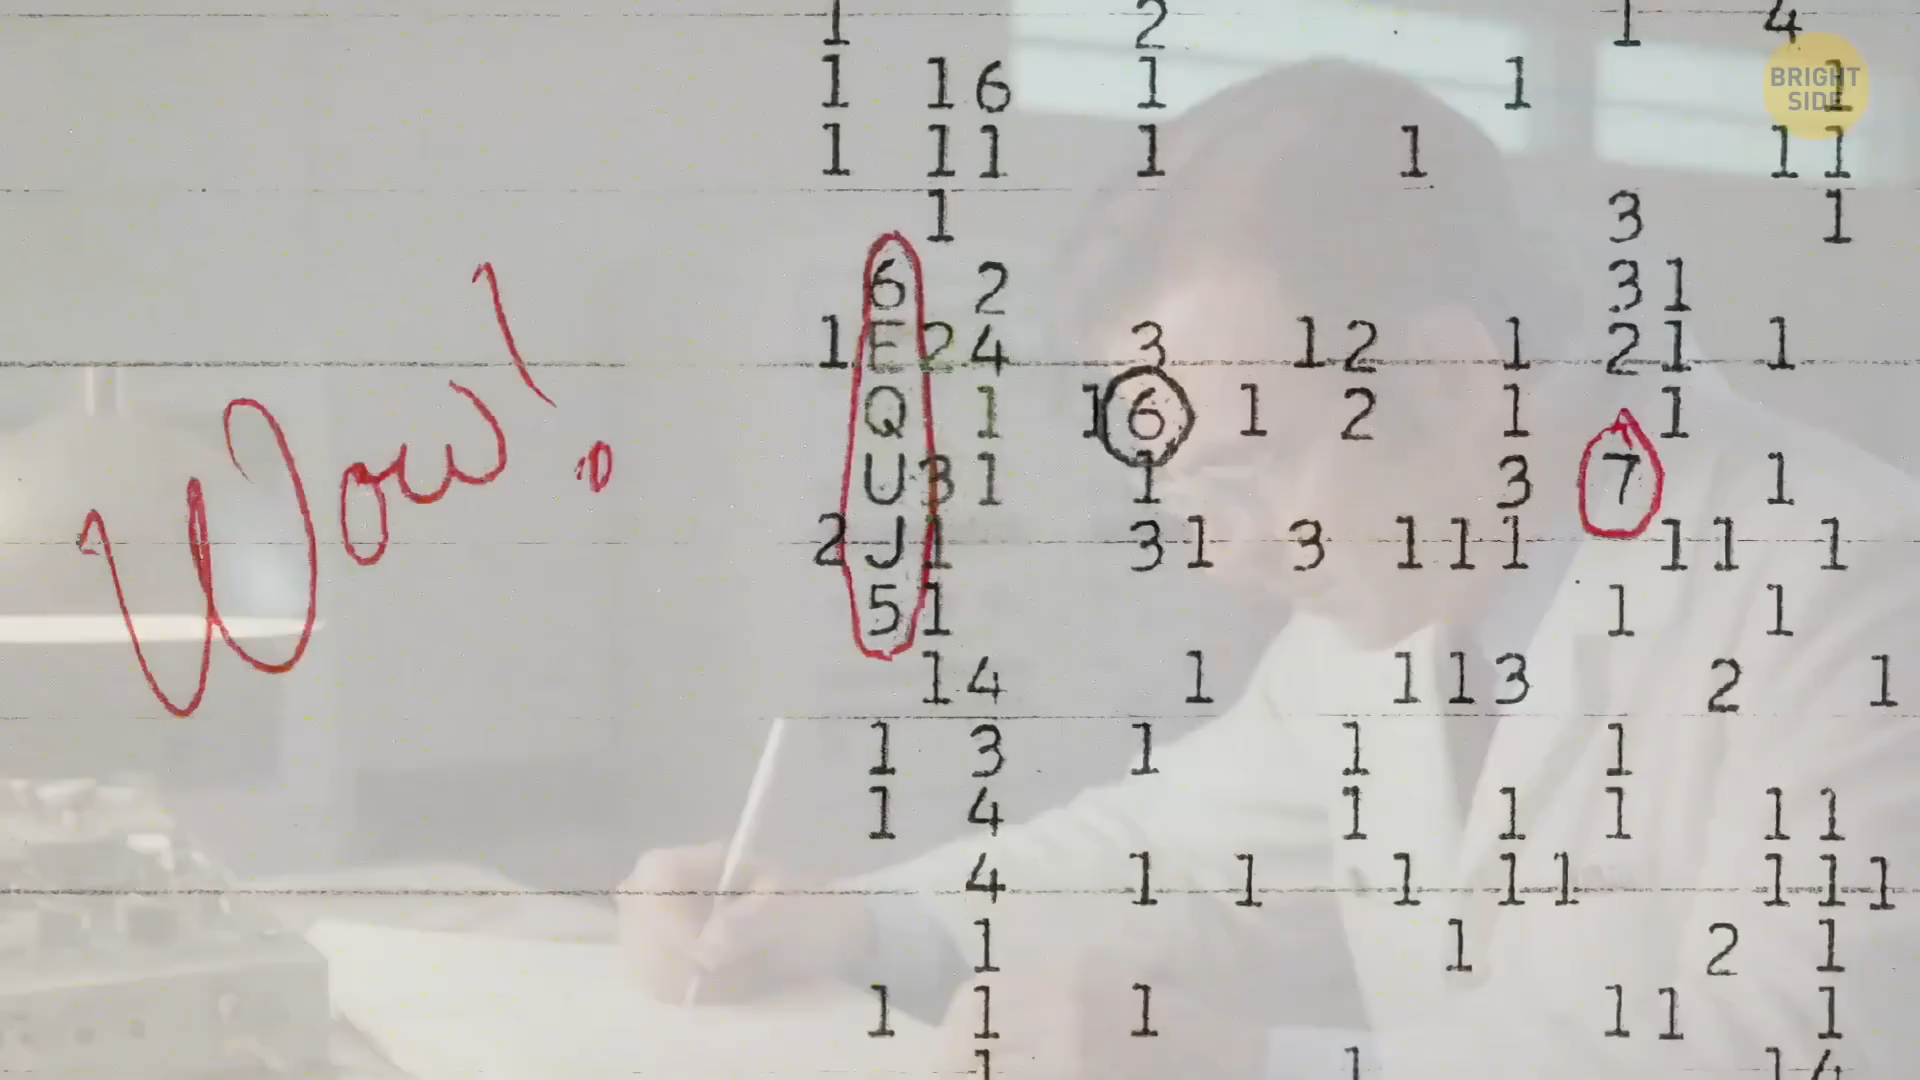 1 2 1 4
1 16 1 1 1
1 11 1 1 11
1 3 1
6 2 31
1E24 3 12 1 21 1
Q 1 16 1 2 1 1
U31 1 3 7 1
2J1 31 3 111 11 1
51 1 1
14 1 113 2 1
1 3 1 1 1
1 4 1 1 1 11
4 1 1 1 11 111
1 1 2 1
1 1 1 11 1
1 1 14
Wow!
BRIGHT
SIDE